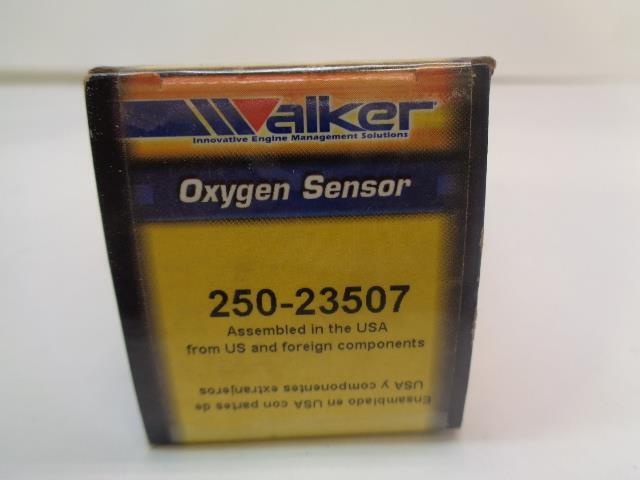 Walker
Innovative Engine Management Solutions
Oxygen Sensor
250-23507
Assembled in the USA
from US and foreign components
Ensamblado en USA con partes de
USA y componentes extranjeros